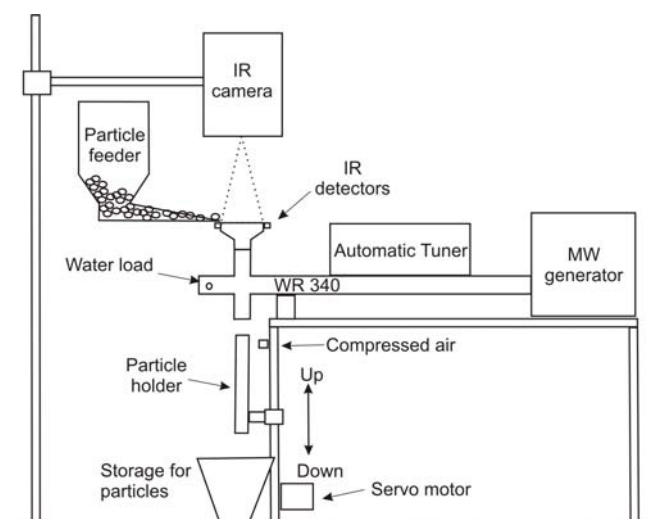 IR
camera
Particle
feeder
IR
detectors
Automatic Tuner
MW
generator
Water load
WR 340
Compressed air
Particle
holder
Up
Down
Storage for
particles
Servo motor